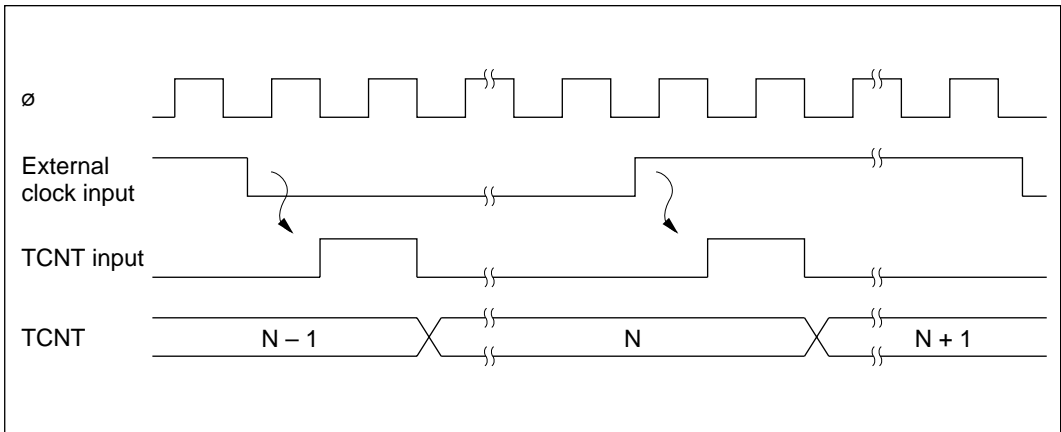 ø
External
clock input
TCNT input
TCNT
N – 1
N
N + 1